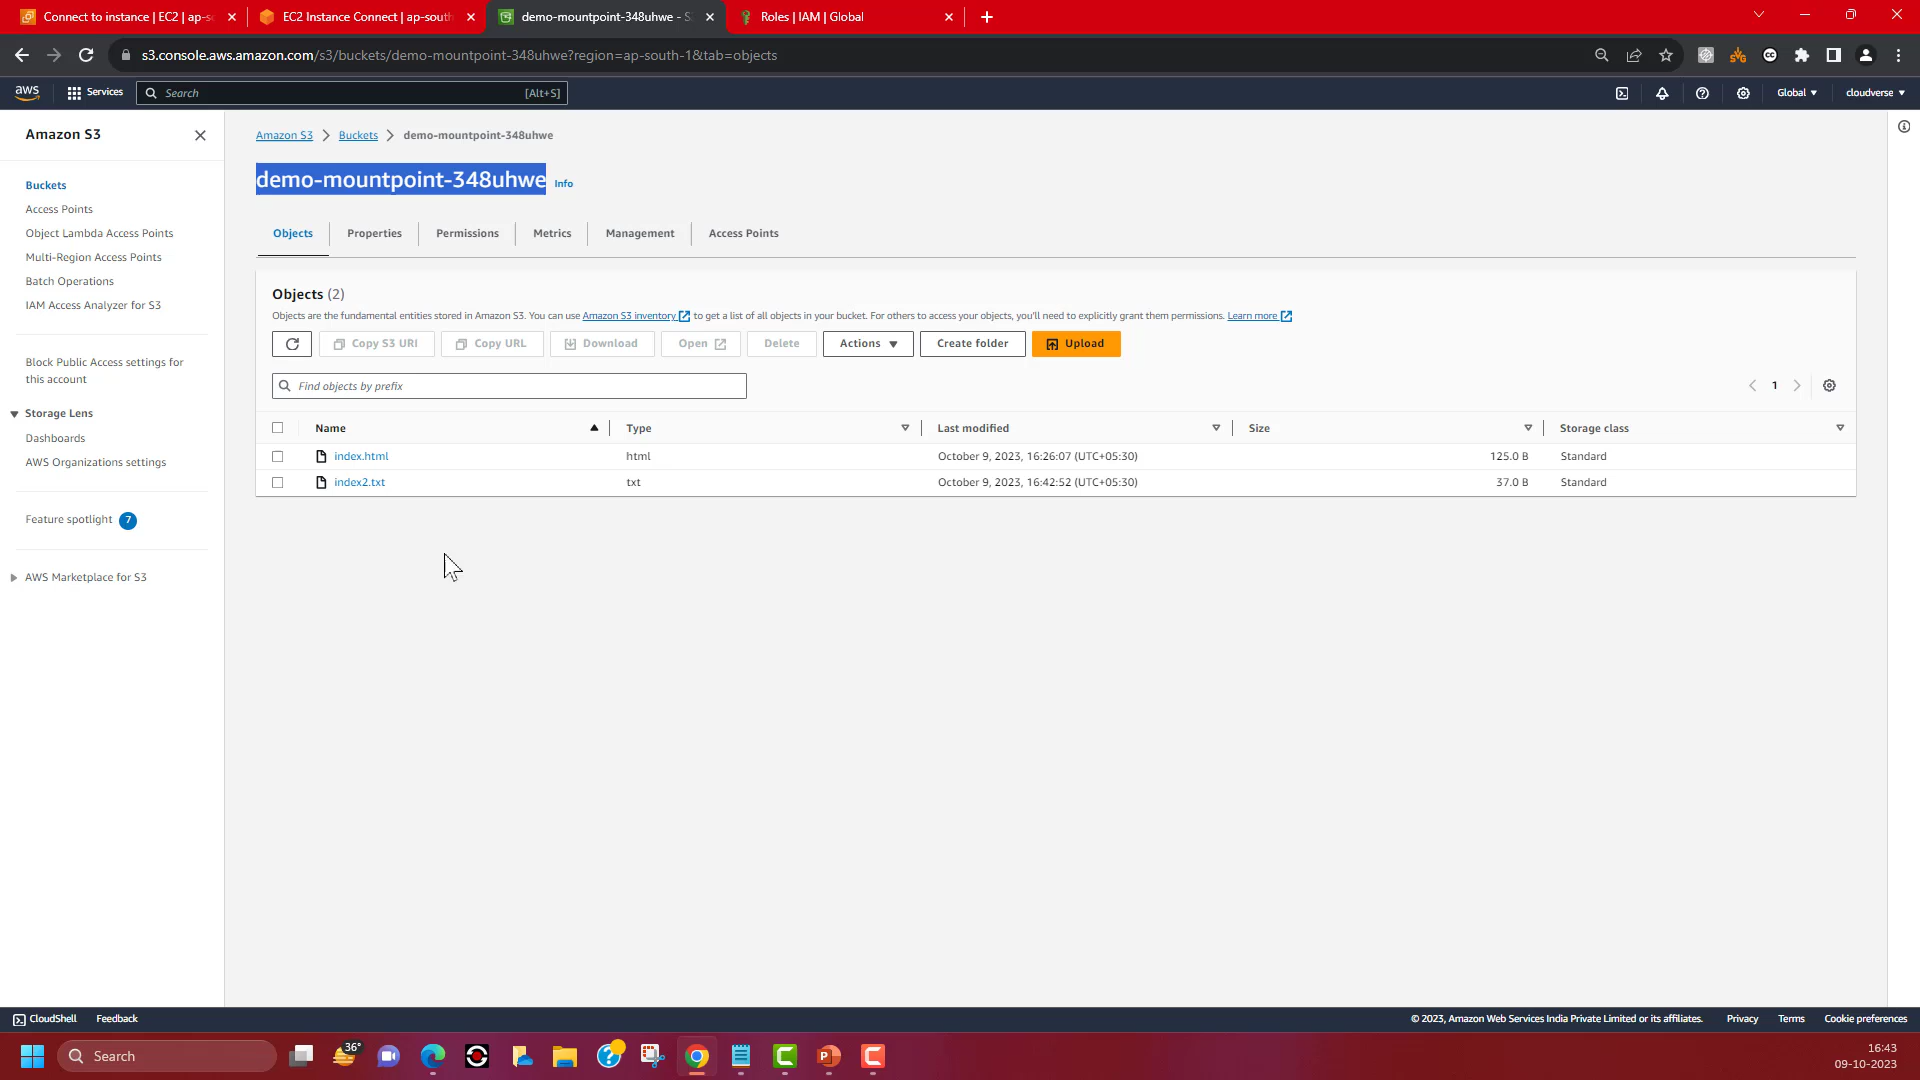 Connect to instance | EC2 | ap-s
EC2 Instance Connect | ap-south
demo-mountpoint-348uhwe - S
Roles | IAM | Global
s3.console.aws.amazon.com/s3/buckets/demo-mountpoint-348uhwe?region=ap-south-1&tab=objects
aws
Services
Search
[Alt+S]
Global
cloudverse
Amazon S3
Buckets
Access Points
Object Lambda Access Points
Multi-Region Access Points
Batch Operations
IAM Access Analyzer for S3
Block Public Access settings for
this account
Storage Lens
Dashboards
AWS Organizations settings
Feature spotlight 7
AWS Marketplace for S3
Amazon S3 > Buckets > demo-mountpoint-348uhwe
demo-mountpoint-348uhwe Info
Objects Properties Permissions Metrics Management Access Points
Objects (2)
Objects are the fundamental entities stored in Amazon S3. You can use Amazon S3 inventory to get a list of all objects in your bucket. For others to access your objects, you'll need to explicitly grant them permissions. Learn more
Copy S3 URI Copy URL Download Open Delete Actions Create folder Upload
Find objects by prefix
1
Name Type Last modified Size Storage class
index.html html October 9, 2023, 16:26:07 (UTC+05:30) 125.0 B Standard
index2.txt txt October 9, 2023, 16:42:52 (UTC+05:30) 37.0 B Standard
CloudShell Feedback © 2023, Amazon Web Services India Private Limited or its affiliates. Privacy Terms Cookie preferences
Search
36°
16:43
09-10-2023